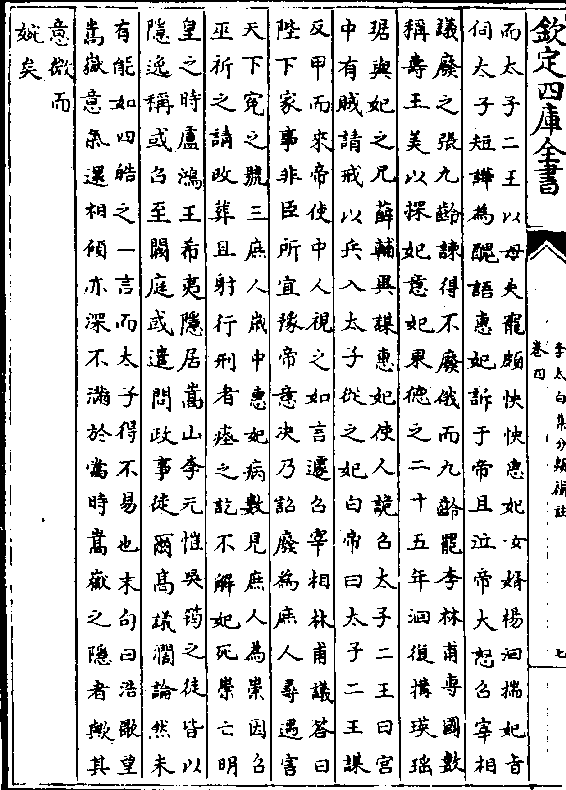 欽定四庫全書
李太白集分類補註
卷四
七
而太子二王以母失寵頗怏怏惠妃女婿楊洄揣妃旨
伺太子短譁為醜語惠妃訴于帝且泣帝大怒召宰相
議廢之張九齡諫得不廢俄而九齡罷李林甫專國數
稱壽王美以探妃意妃果德之二十五年洄復搆瑛瑶
琚與妃之兄薛輔異謀惠妃使人詭召太子二王曰宮
中有賊請戒以兵入太子從之妃白帝曰太子二王謀
反甲而來帝使中人視之如言遽召宰相林甫議答曰
陛下家事非臣所宜豫帝意決乃詔廢為庶人尋遇害
天下寃之號三庶人歲中惠妃病數見庶人為祟因召
巫祈之請改葬且射行刑者瘞之訖不解妃死祟亡明
皇之時盧鴻王希夷隱居嵩山李元愷吳筠之徒皆以
隱逸稱或召至闕庭或遣問政事徒爾高議濶論然未
有能如四皓之一言而太子得不易也末句曰浩歌望
嵩嶽意氣還相傾亦深不滿於當時嵩嶽之隱者歟其
意微而
婉矣